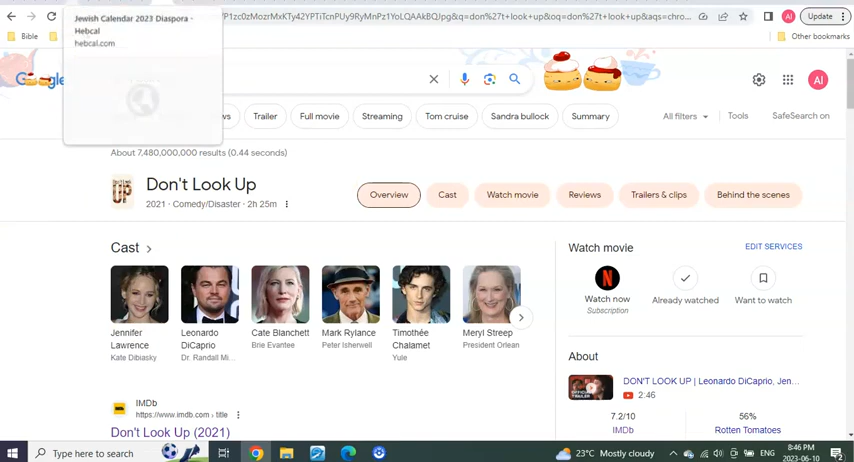 Jewish Calendar 2023 Diaspora -
Hebcal
hebcal.com
P1zc0zMozrMxKTy42YPTiTcnPUy9RyMnPz1YoLQAAkBQJpg&q=don%27t+look+up&oq=don%27t+look+up&aqs=chro...
AI
Update
Bible
Other bookmarks
Google
AI
ws
Trailer
Full movie
Streaming
Tom cruise
Sandra bullock
Summary
All filters
Tools
SafeSearch on
About 7,480,000,000 results (0.44 seconds)
UP
Don't Look Up
2021 · Comedy/Disaster · 2h 25m
Overview
Cast
Watch movie
Reviews
Trailers & clips
Behind the scenes
Cast
Jennifer
Lawrence
Kate Dibiasky
Leonardo
DiCaprio
Dr. Randall Mi...
Cate Blanchett
Brie Evantee
Mark Rylance
Peter Isherwell
Timothée
Chalamet
Yule
Meryl Streep
President Orlean
Watch movie
EDIT SERVICES
N
Watch now
Subscription
Already watched
Want to watch
About
DON'T LOOK UP | Leonardo DiCaprio, Jen...
2:46
7.2/10
IMDb
56%
Rotten Tomatoes
IMDb
https://www.imdb.com › title
Don't Look Up (2021)
Type here to search
23°C Mostly cloudy
ENG
8:46 PM
2023-06-10
2